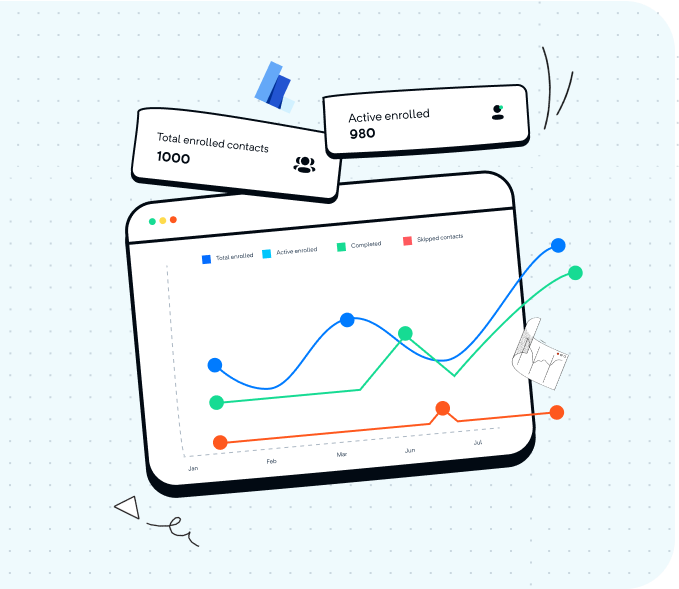 Total enrolled contacts
1000
Active enrolled
980
Total enrolled
Active enrolled
Completed
Skipped contacts
Jan
Feb
Mar
Jun
Jul